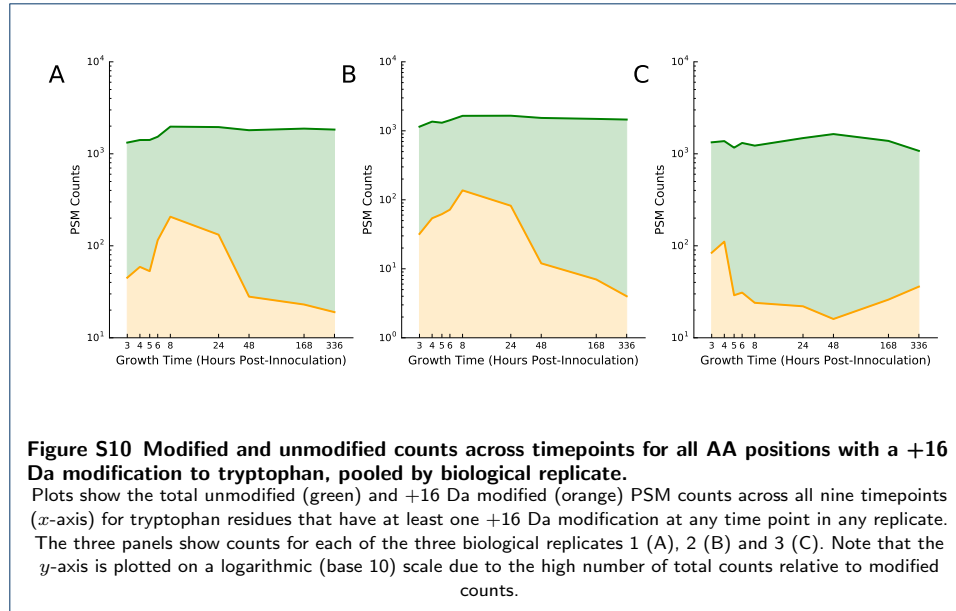 A
B
C
10⁴
10³
10²
10¹
PSM Counts
3 4 5 6 8 24 48 168 336
Growth Time (Hours Post-Innoculation)
10⁴
10³
10²
10¹
10⁰
PSM Counts
3 4 5 6 8 24 48 168 336
Growth Time (Hours Post-Innoculation)
10⁴
10³
10²
10¹
PSM Counts
3 4 5 6 8 24 48 168 336
Growth Time (Hours Post-Innoculation)
Figure S10 Modified and unmodified counts across timepoints for all AA positions with a +16
Da modification to tryptophan, pooled by biological replicate.
Plots show the total unmodified (green) and +16 Da modified (orange) PSM counts across all nine timepoints
(x-axis) for tryptophan residues that have at least one +16 Da modification at any time point in any replicate.
The three panels show counts for each of the three biological replicates 1 (A), 2 (B) and 3 (C). Note that the
y-axis is plotted on a logarithmic (base 10) scale due to the high number of total counts relative to modified
counts.